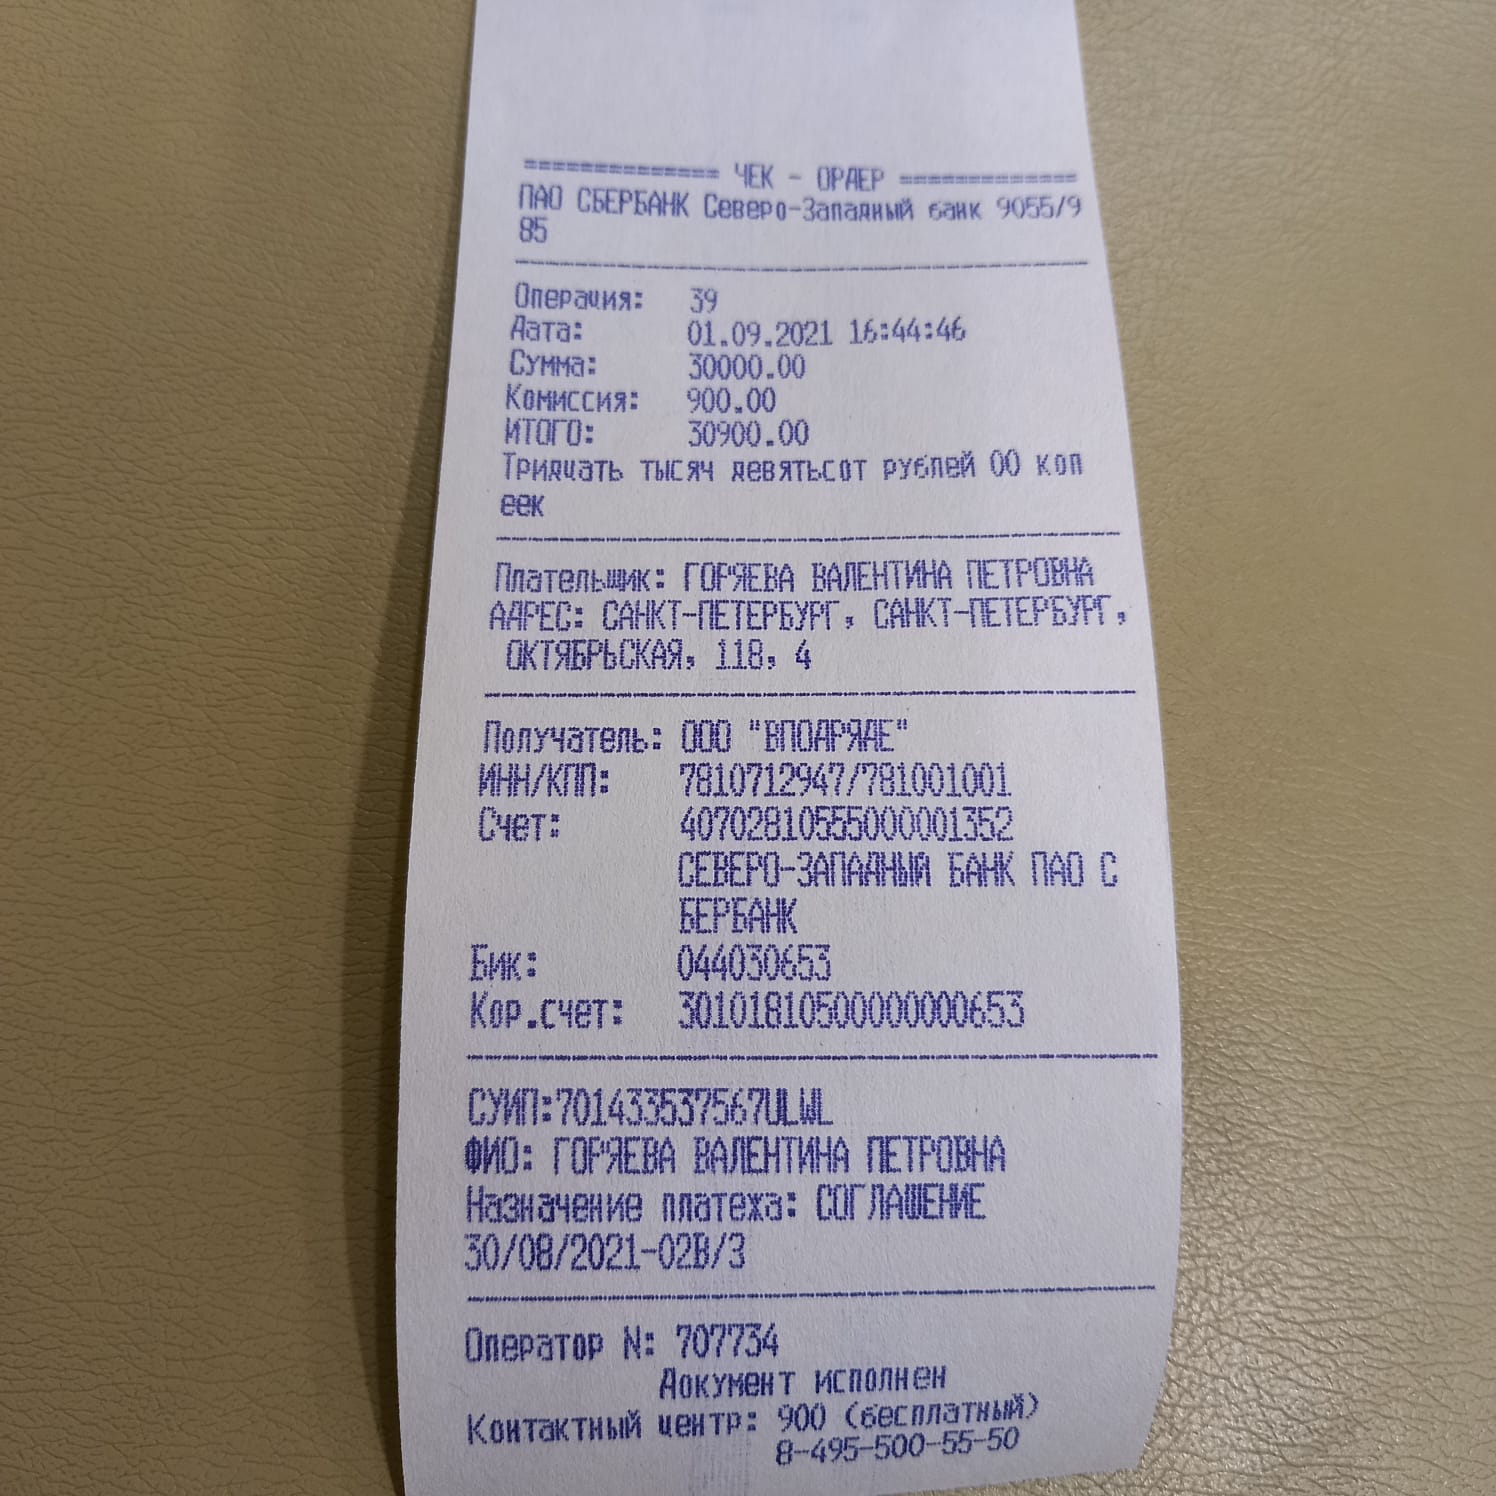 ============== ЧЕК - ОРДЕР =============
ПАО СБЕРБАНК Северо-Западный банк 9055/9
85
Операция: 39
Дата: 01.09.2021 16:44:46
Сумма: 30000.00
Комиссия: 900.00
ИТОГО: 30900.00
Тридцать тысяч девятьсот рублей 00 коп
еек
Плательщик: ГОРЯЕВА ВАЛЕНТИНА ПЕТРОВНА
АДРЕС: САНКТ-ПЕТЕРБУРГ, САНКТ-ПЕТЕРБУРГ,
ОКТЯБРЬСКАЯ, 118, 4
Получатель: ООО "ВПОДРЯДЕ"
ИНН/КПП: 7810712947/781001001
Счет: 40702810555000001352
СЕВЕРО-ЗАПАДНЫЙ БАНК ПАО С
БЕРБАНК
Бик: 044030653
Кор.счет: 30101810500000000653
СУИП:701433537567ULWL
ФИО: ГОРЯЕВА ВАЛЕНТИНА ПЕТРОВНА
Назначение платежа: СОГЛАШЕНИЕ
30/08/2021-02В/3
Оператор N: 707734
Документ исполнен
Контактный центр: 900 (бесплатный)
8-495-500-55-50